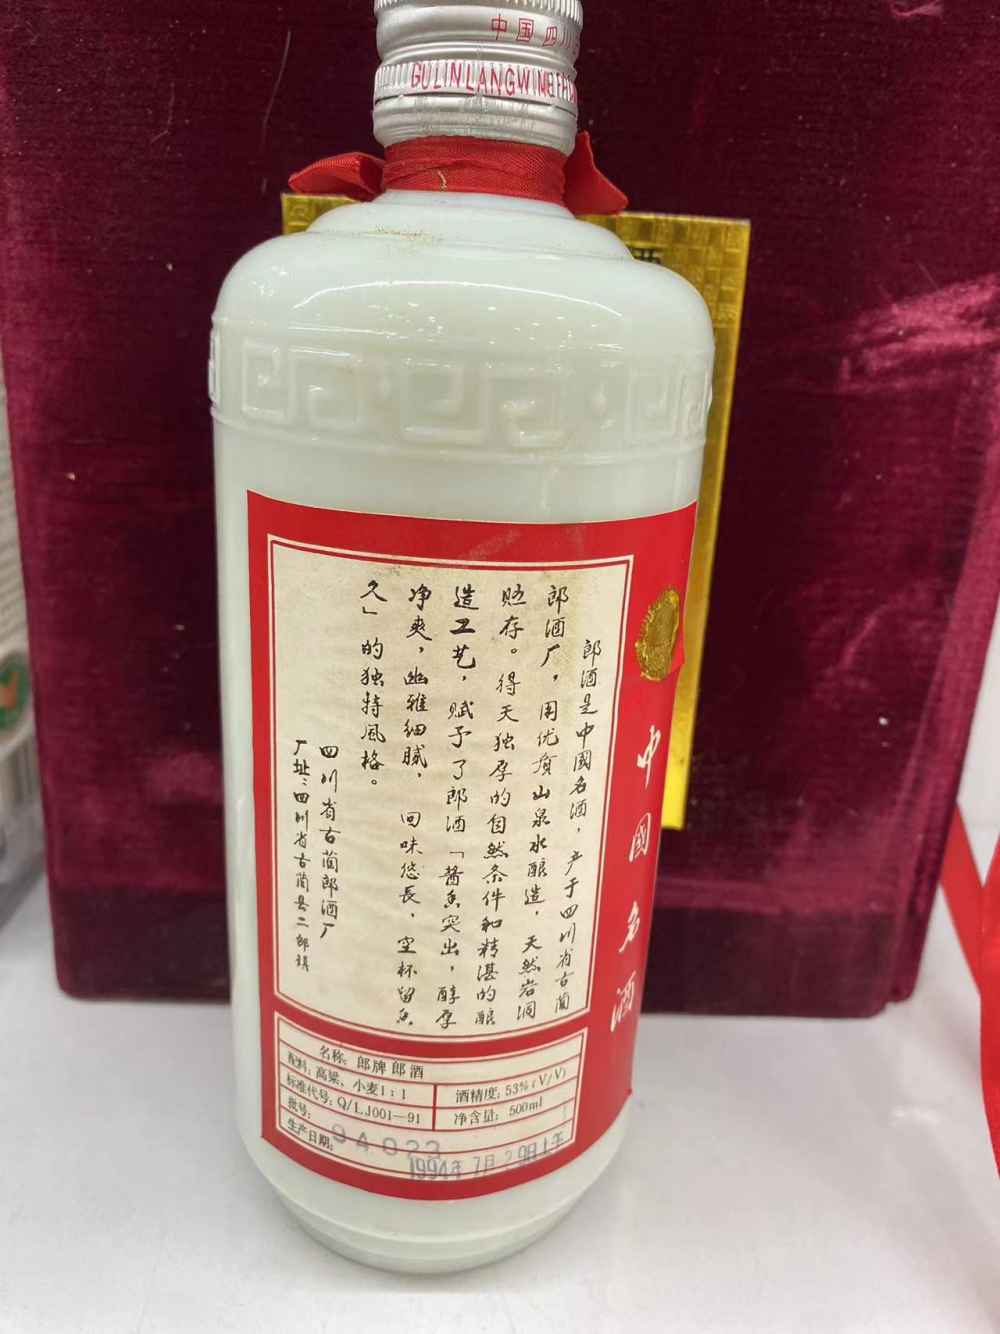 中国四川
GULINLANGWINEFAC
酒
郎酒是中國名酒，产于四川省古蔺
郎酒厂，用优质山泉水酿造，天然岩洞
贮存。得天独厚的自然条件和精湛的酿
造工艺，赋予了郎酒「酱香突出，醇厚
净爽，幽雅细腻，回味悠長，空杯留香
久」的独特風格。
四川省古蔺郎酒厂
厂址：四川省古蔺县二郎镇
中國名酒
名称：郎牌郎酒
配料：高粱、小麦1：1
酒精度：53%(V/V)
标准代号：Q/LJ001—91
净含量：500ml
批号：
94023
生产日期：
1994年7月29日